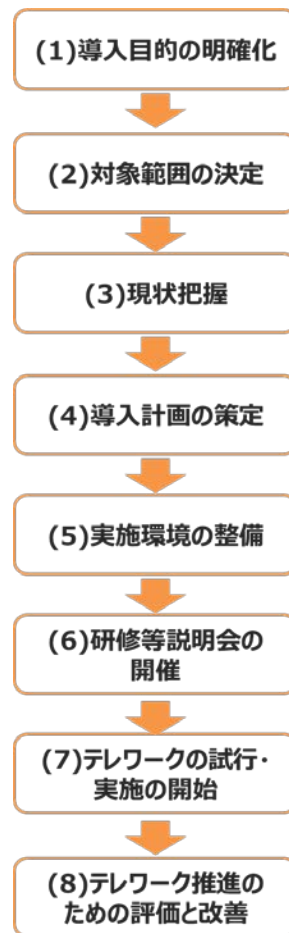 (1)導入目的の明確化
(2)対象範囲の決定
(3)現状把握
(4)導入計画の策定
(5)実施環境の整備
(6)研修等説明会の
開催
(7)テレワークの試行・
実施の開始
(8)テレワーク推進の
ための評価と改善